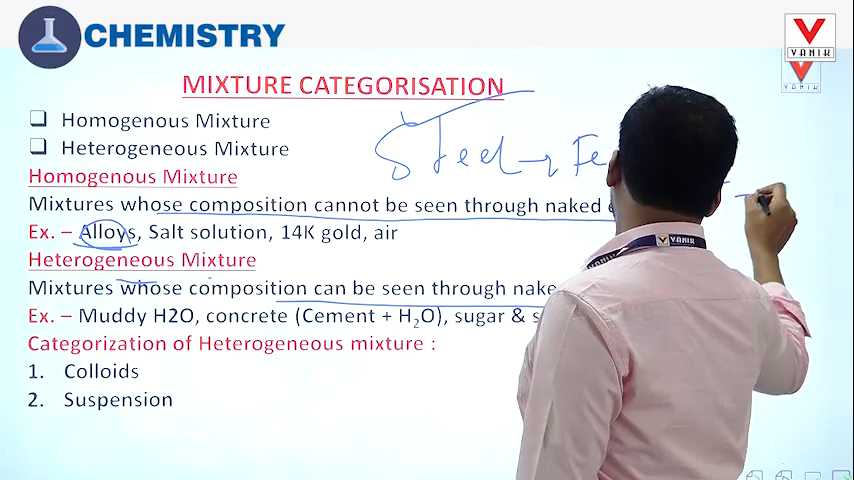 CHEMISTRY
VANIK
VANIK
MIXTURE CATEGORISATION
Homogenous Mixture
Heterogeneous Mixture
Steel → Fe
Homogenous Mixture
Mixtures whose composition cannot be seen through naked
Ex. – Alloys, Salt solution, 14K gold, air
Heterogeneous Mixture
Mixtures whose composition can be seen through
Ex. – Muddy H2O, concrete (Cement + H₂O), sugar &
Categorization of Heterogeneous mixture :
1. Colloids
2. Suspension
VANIK